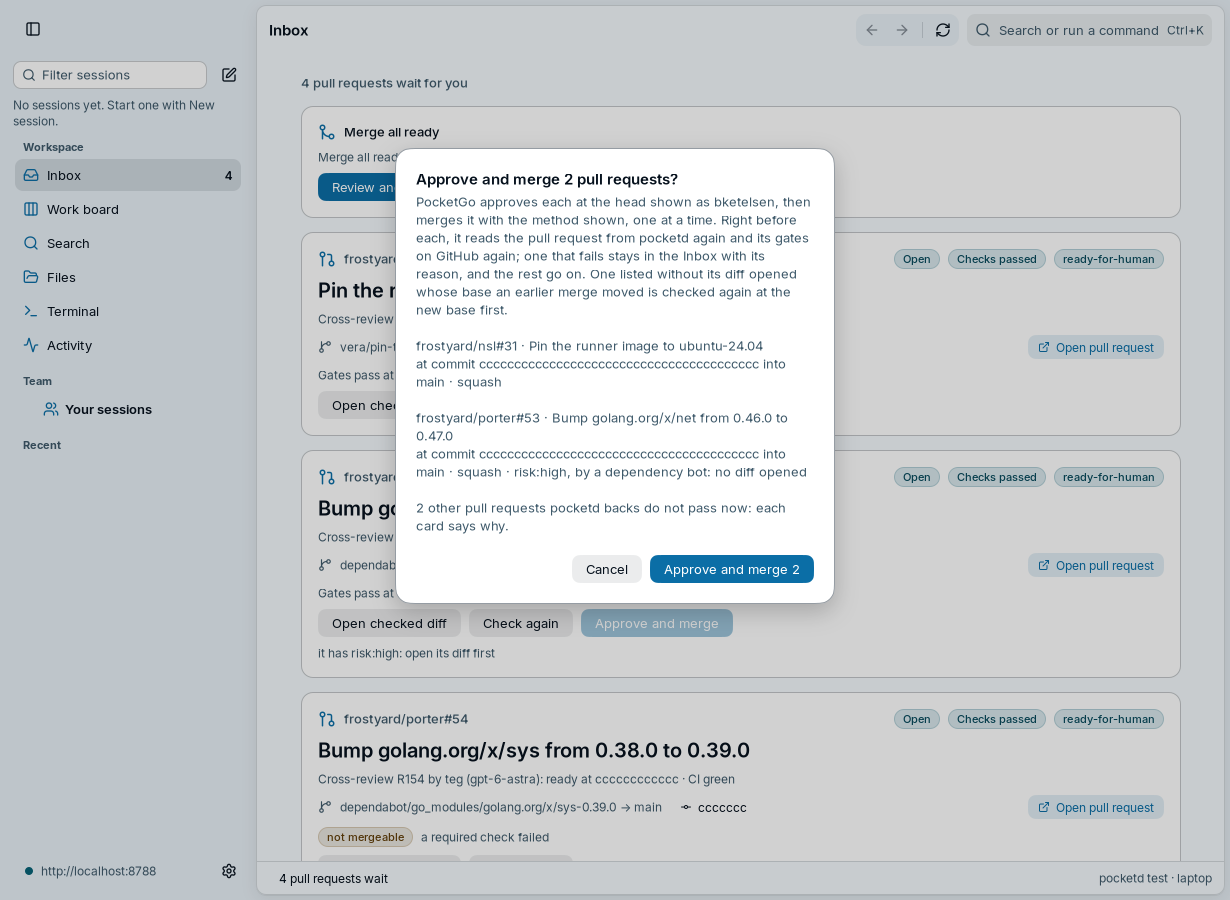 Inbox
Search or run a command Ctrl+K
Filter sessions
No sessions yet. Start one with New
session.
Workspace
Inbox 4
Work board
Search
Files
Terminal
Activity
Team
Your sessions
Recent
http://localhost:8788
4 pull requests wait for you
Merge all ready
Merge all
Review
Open Checks passed ready-for-human
Pin the
Cross-review
Open pull request
Gates pass at
Open
Approve and merge 2 pull requests?
PocketGo approves each at the head shown as bketelsen, then
merges it with the method shown, one at a time. Right before
each, it reads the pull request from pocketd again and its gates
on GitHub again; one that fails stays in the Inbox with its
reason, and the rest go on. One listed without its diff opened
whose base an earlier merge moved is checked again at the
new base first.
frostyard/nsl#31 · Pin the runner image to ubuntu-24.04
at commit cccccccccccccccccccccccccccccccccccccccc into
main · squash
frostyard/porter#53 · Bump golang.org/x/net from 0.46.0 to
0.47.0
at commit cccccccccccccccccccccccccccccccccccccccc into
main · squash · risk:high, by a dependency bot: no diff opened
2 other pull requests pocketd backs do not pass now: each
card says why.
Cancel Approve and merge 2
Open Checks passed ready-for-human
Bump
Cross-review
Open pull request
Gates pass at
Open checked diff Check again Approve and merge
it has risk:high: open its diff first
frostyard/porter#54 Open Checks passed ready-for-human
Bump golang.org/x/sys from 0.38.0 to 0.39.0
Cross-review R154 by teg (gpt-6-astra): ready at cccccccccccc · CI green
dependabot/go_modules/golang.org/x/sys-0.39.0 → main ccccccc Open pull request
not mergeable a required check failed
4 pull requests wait pocketd test · laptop